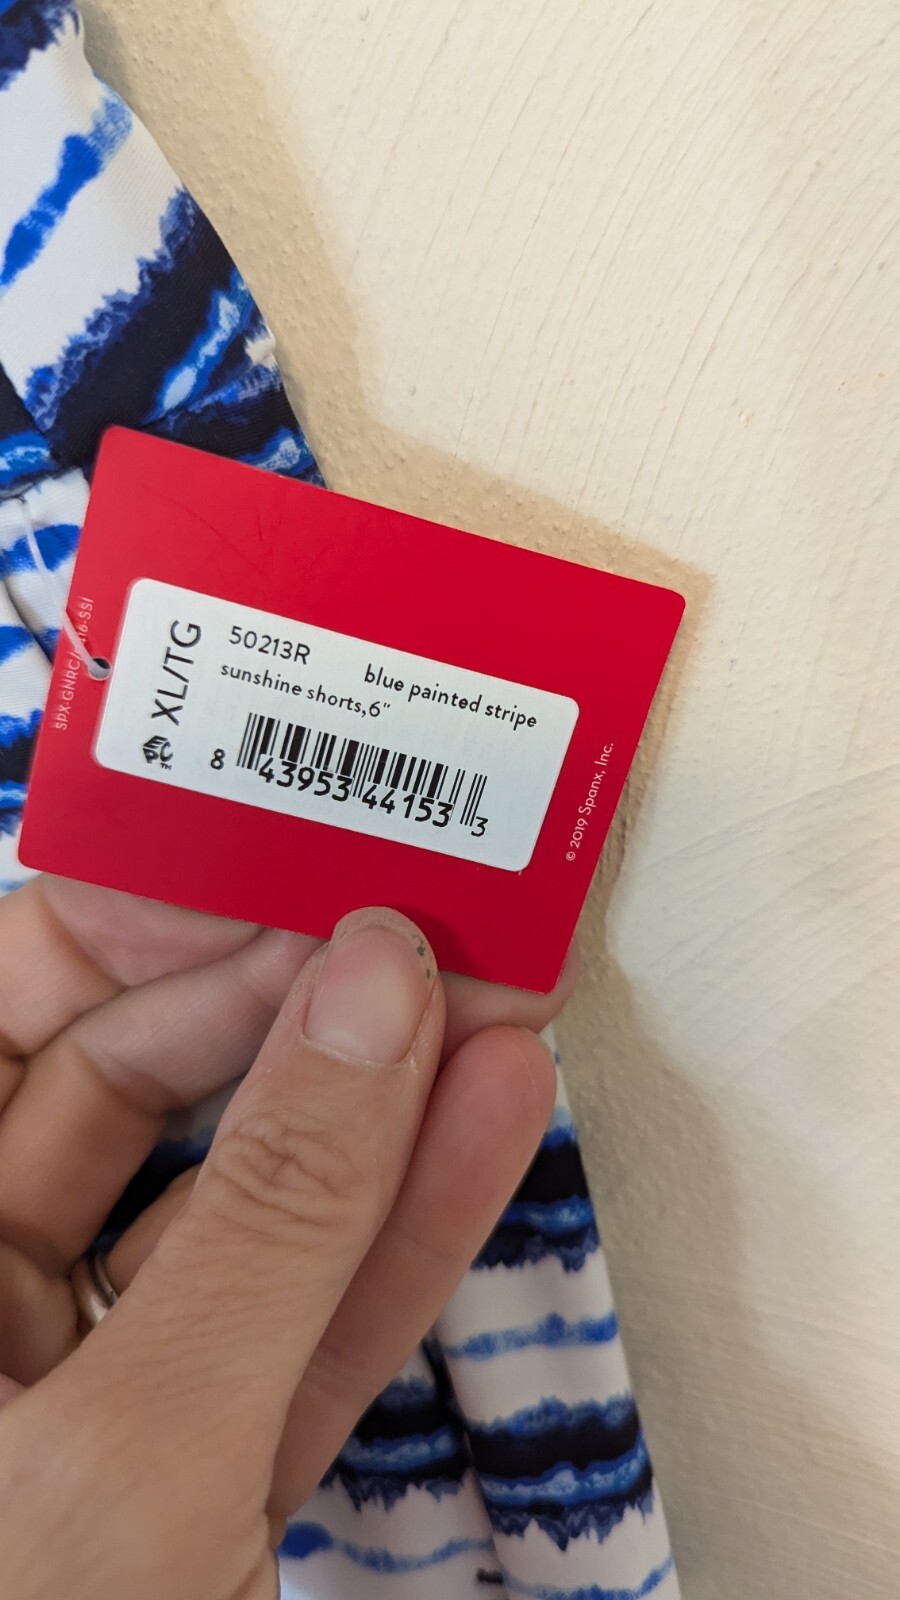 XL/TG
50213R
blue painted stripe
sunshine shorts,6"
8 43953 44153 3
© 2019 Spanx, Inc.